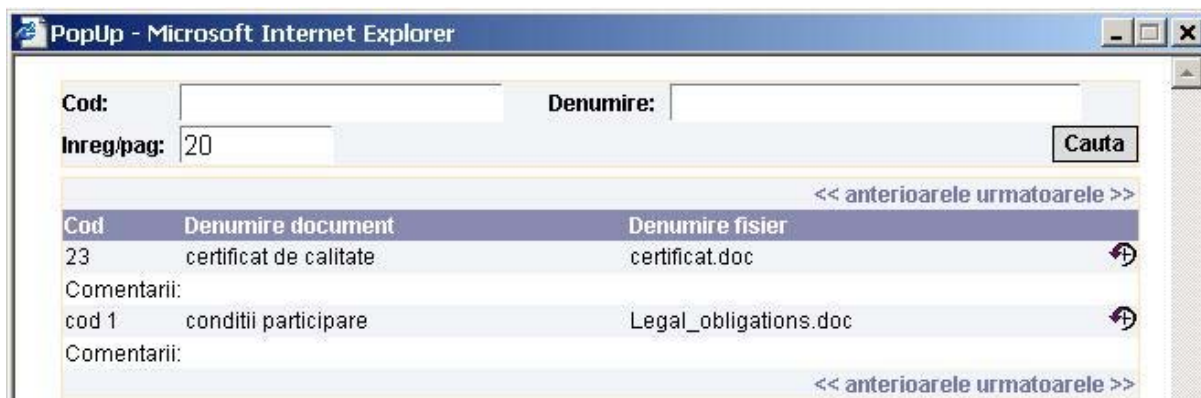 PopUp - Microsoft Internet Explorer
Cod: Denumire:
Inreg/pag: 20 Cauta
<< anterioarele urmatoarele >>
Cod Denumire document Denumire fisier
23 certificat de calitate certificat.doc
Comentarii:
cod 1 conditii participare Legal_obligations.doc
Comentarii:
<< anterioarele urmatoarele >>